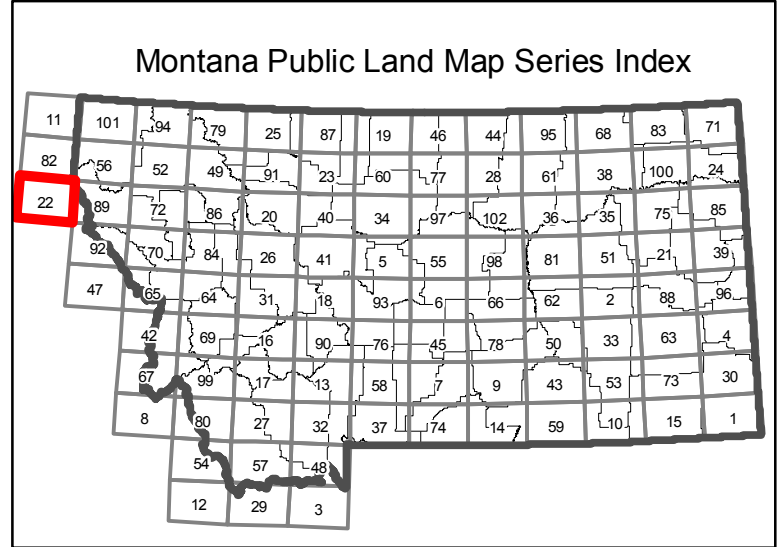 Montana Public Land Map Series Index
11 101 94 79 25 87 19 46 44 95 68 83 71
82 56 52 49 91 23 60 77 28 61 38 100 24
22 89 72 86 20 40 34 97 102 36 35 75 85
92 70 84 26 41 5 55 98 81 51 21 39
47 65 64 31 18 93 6 66 62 2 88 96
42 69 16 90 76 45 78 50 33 63 4
67 99 17 13 58 7 9 43 53 73 30
8 80 27 32 37 74 14 59 10 15 1
54 57 48
12 29 3